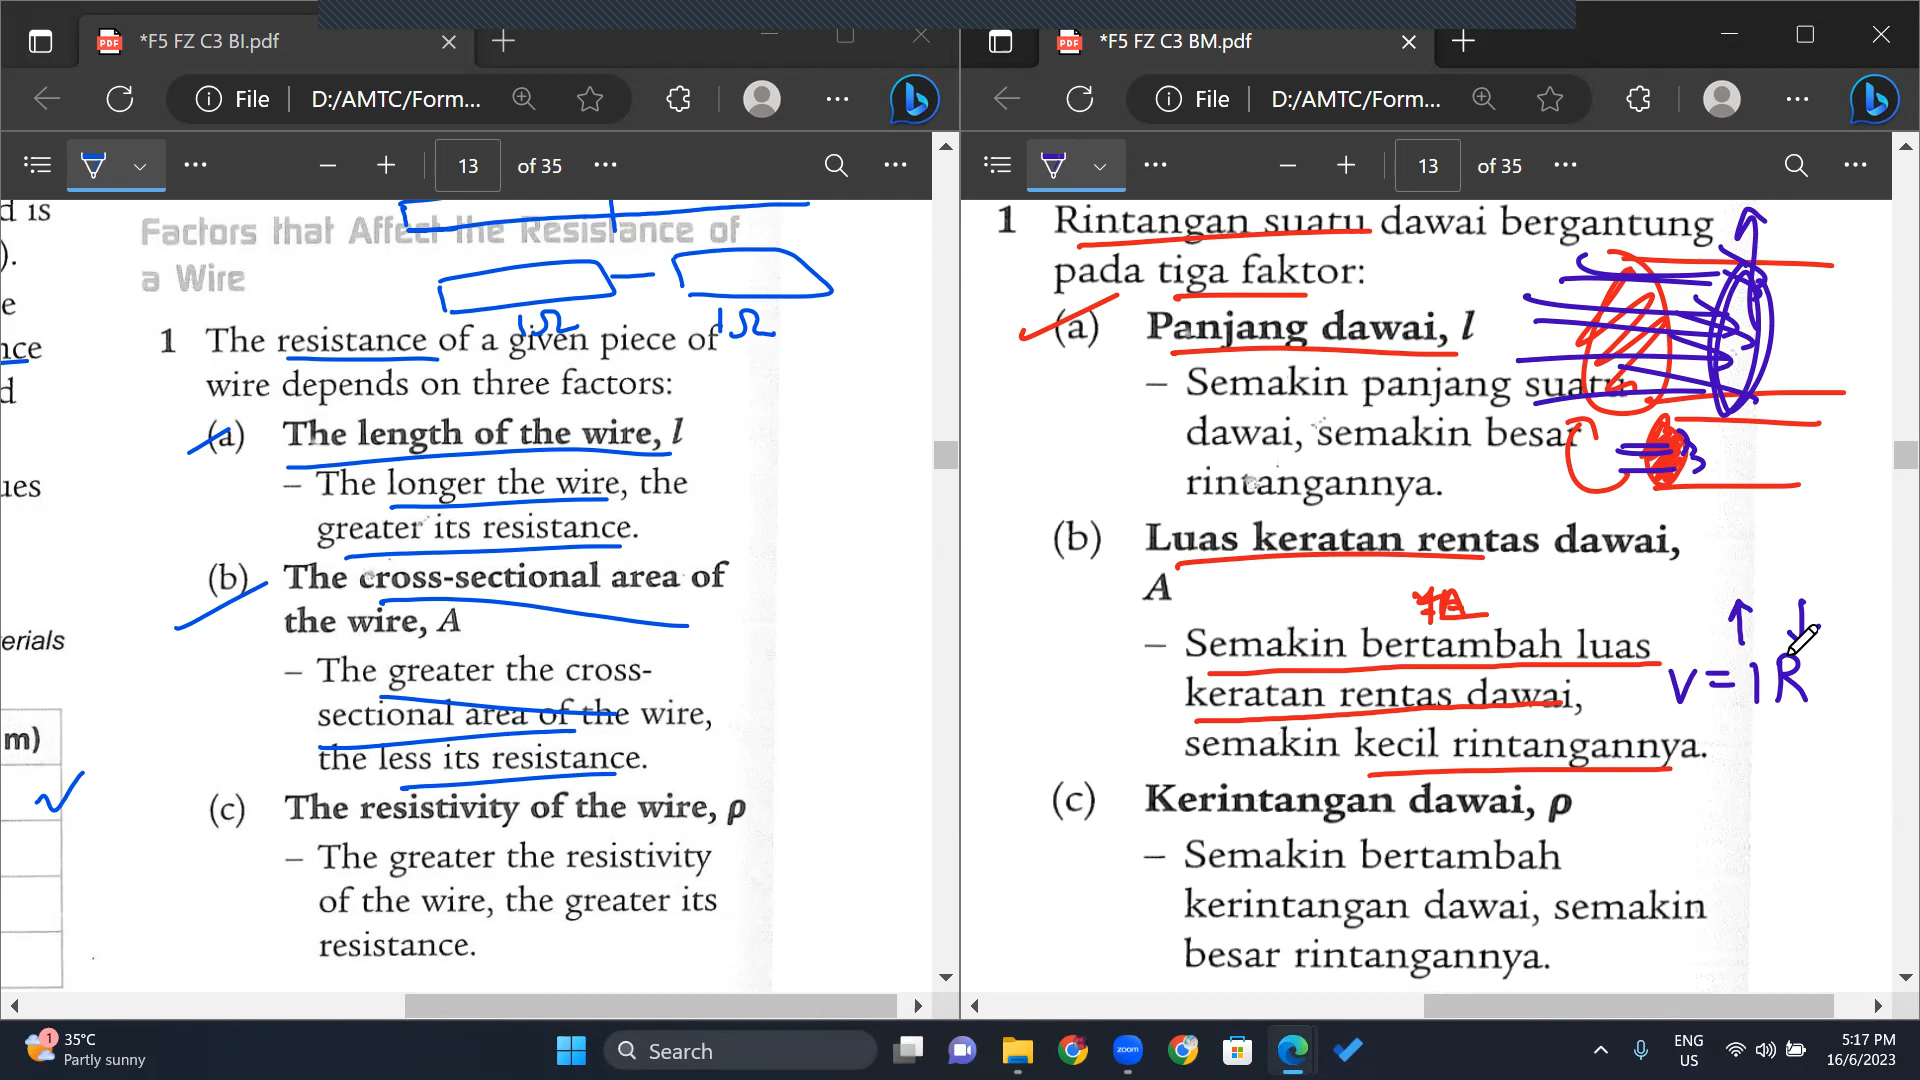 *F5 FZ C3 BI.pdf
File
D:/AMTC/Form...
13 of 35
d is
).
e
nce
d
ues
erials
m)
Factors that Affect the Resistance of
a Wire
1Ω 1Ω
1 The resistance of a given piece of
wire depends on three factors:
(a) The length of the wire, l
– The longer the wire, the
greater its resistance.
(b) The cross-sectional area of
the wire, A
– The greater the cross-
sectional area of the wire,
the less its resistance.
(c) The resistivity of the wire, ρ
– The greater the resistivity
of the wire, the greater its
resistance.
*F5 FZ C3 BM.pdf
File
D:/AMTC/Form...
13 of 35
1 Rintangan suatu dawai bergantung
pada tiga faktor:
(a) Panjang dawai, l
– Semakin panjang suatu
dawai, semakin besar
rintangannya.
(b) Luas keratan rentas dawai,
A
– Semakin bertambah luas
keratan rentas dawai,
semakin kecil rintangannya.
V = I R
(c) Kerintangan dawai, ρ
– Semakin bertambah
kerintangan dawai, semakin
besar rintangannya.
1
35°C
Partly sunny
Search
zoom
ENG
US
5:17 PM
16/6/2023